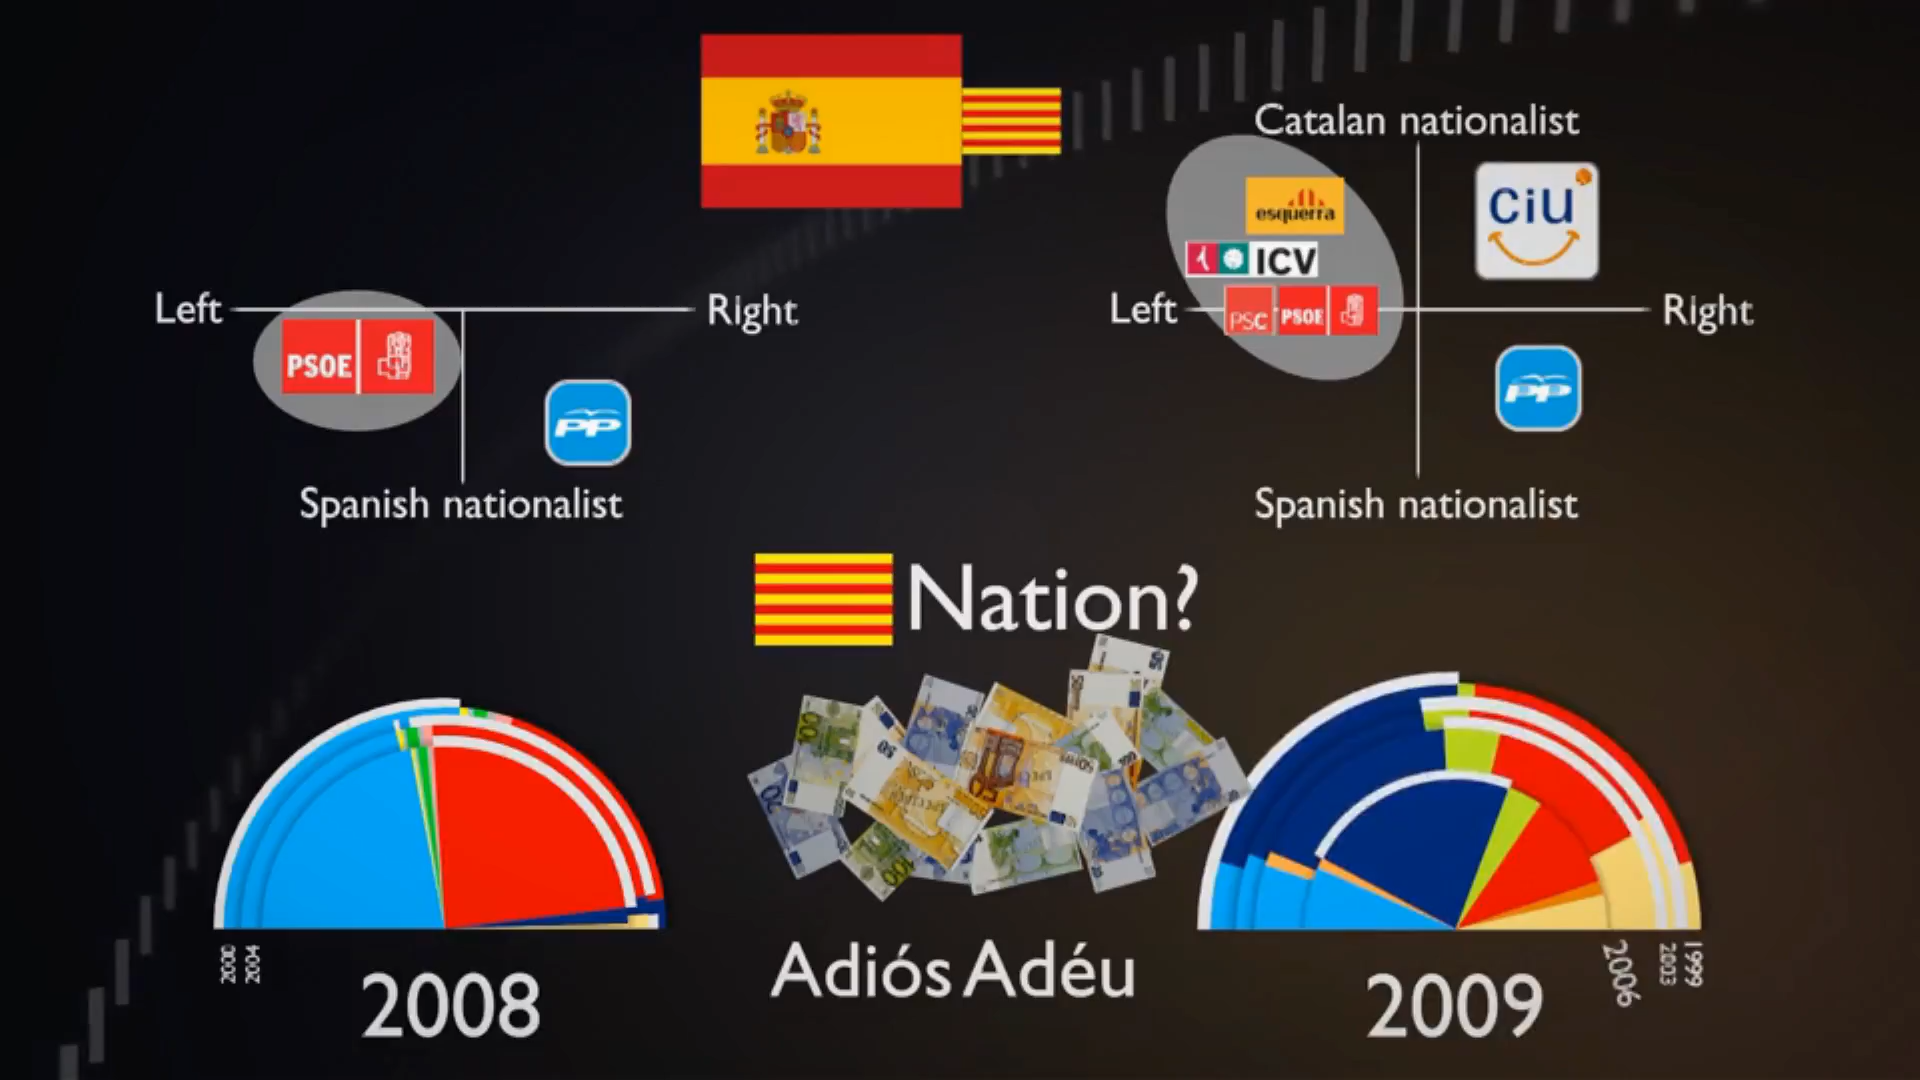 Catalan nationalist
esquerra
CiU
ICV
Left
Right
Left
PSC PSOE
Right
PSOE
PP
PP
Spanish nationalist
Spanish nationalist
Nation?
2000
2004
2008
Adiós Adéu
2009
2006
2003
1999